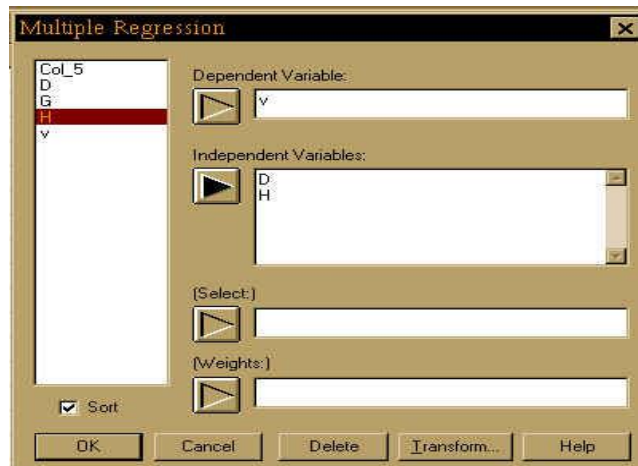 Multiple Regression
Col_5
D
G
H
v
Dependent Variable:
v
Independent Variables:
D
H
(Select:)
(Weights:)
Sort
OK
Cancel
Delete
Transform...
Help